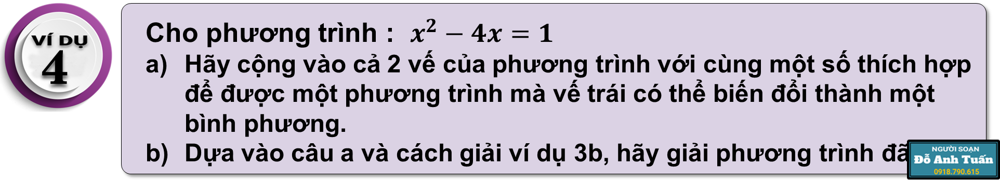 VÍ DỤ
4
Cho phương trình : x² − 4x = 1
a) Hãy cộng vào cả 2 vế của phương trình với cùng một số thích hợp
để được một phương trình mà vế trái có thể biến đổi thành một
bình phương.
b) Dựa vào câu a và cách giải ví dụ 3b, hãy giải phương trình đã
NGƯỜI SOẠN
Đỗ Anh Tuấn
0918.790.615